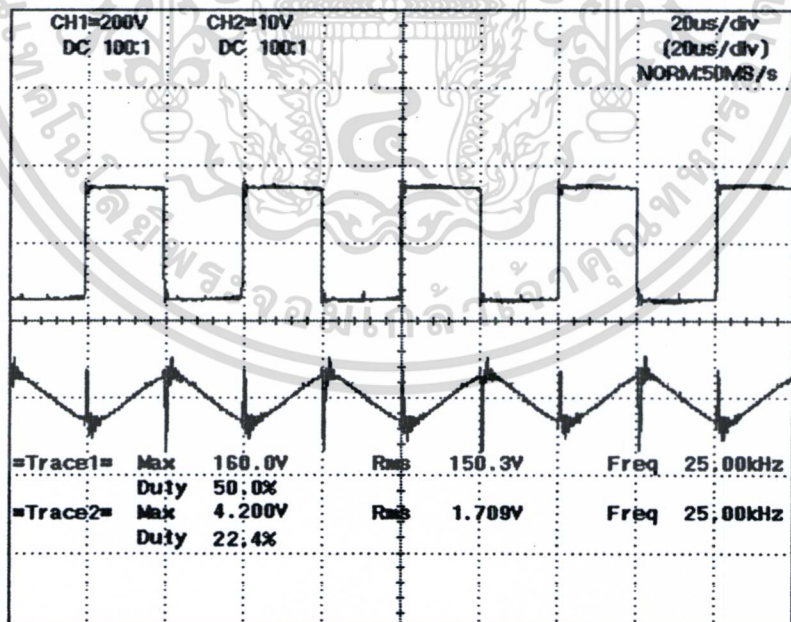 CH1=200V CH2=10V 20us/div
DC 100:1 DC 100:1 (20us/div)
NORM:50MS/s
=Trace1= Max 160.0V Rms 150.3V Freq 25.00kHz
Duty 50.0%
=Trace2= Max 4.200V Rms 1.709V Freq 25.00kHz
Duty 22.4%